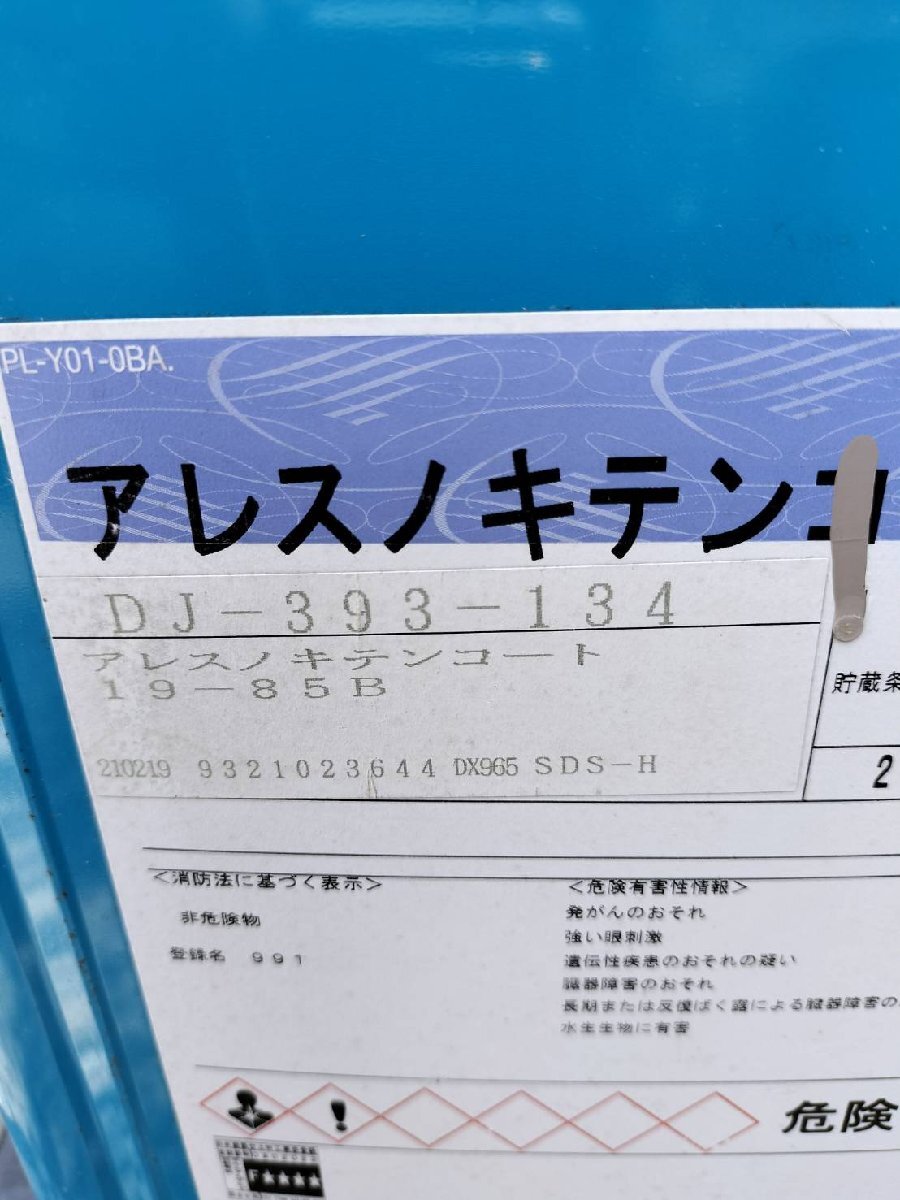 PL-Y01-0BA.
アレスノキテンコ
DJ-393-134
アレスノキテンコート
19-85B
貯蔵条
210219 9321023644 DX965 SDS-H
2
<消防法に基づく表示>
非危険物
登録名 991
<危険有害性情報>
発がんのおそれ
強い眼刺激
遺伝性疾患のおそれの疑い
臓器障害のおそれ
長期または反復ばく露による臓器障害の
水生生物に有害
危険
F★★★★